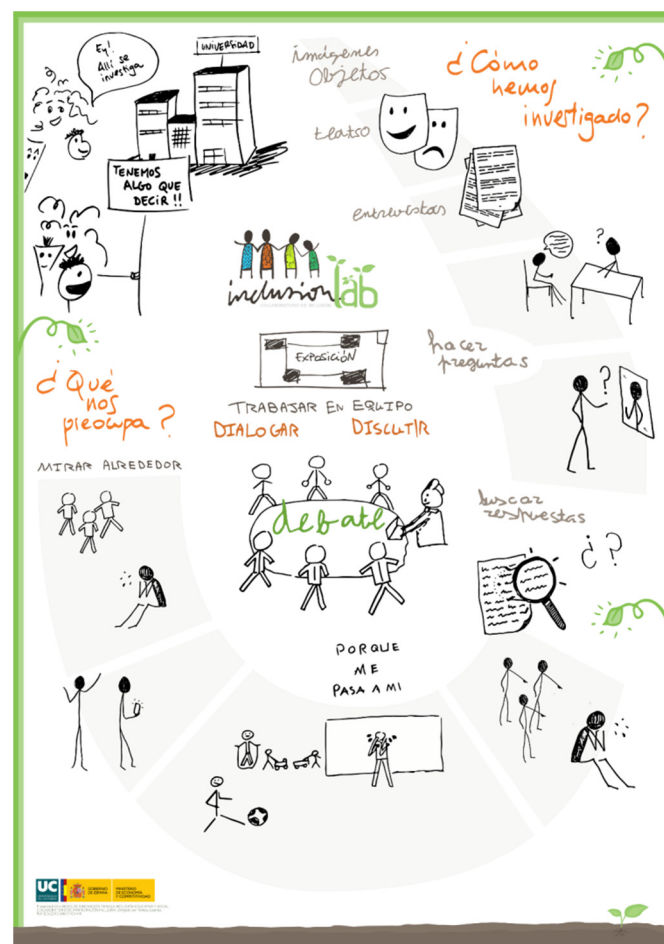 Ey!
Allí se
investiga
UNIVERSIDAD
TENEMOS
ALGO QUE
DECIR!!
imágenes
Objetos
teatro
¿Cómo
hemos
investigado?
entrevistas
inclusion lab
EXPOSICIÓN
hacer
preguntas
TRABAJAR EN EQUIPO
DIALOGAR DISCUTIR
¿Qué
nos
preocupa?
MIRAR ALREDEDOR
debate
buscar
respuestas
¿?
PORQUE
ME
PASA A MI
UC
GOBIERNO
DE ESPAÑA
MINISTERIO
DE ECONOMÍA
Y COMPETITIVIDAD